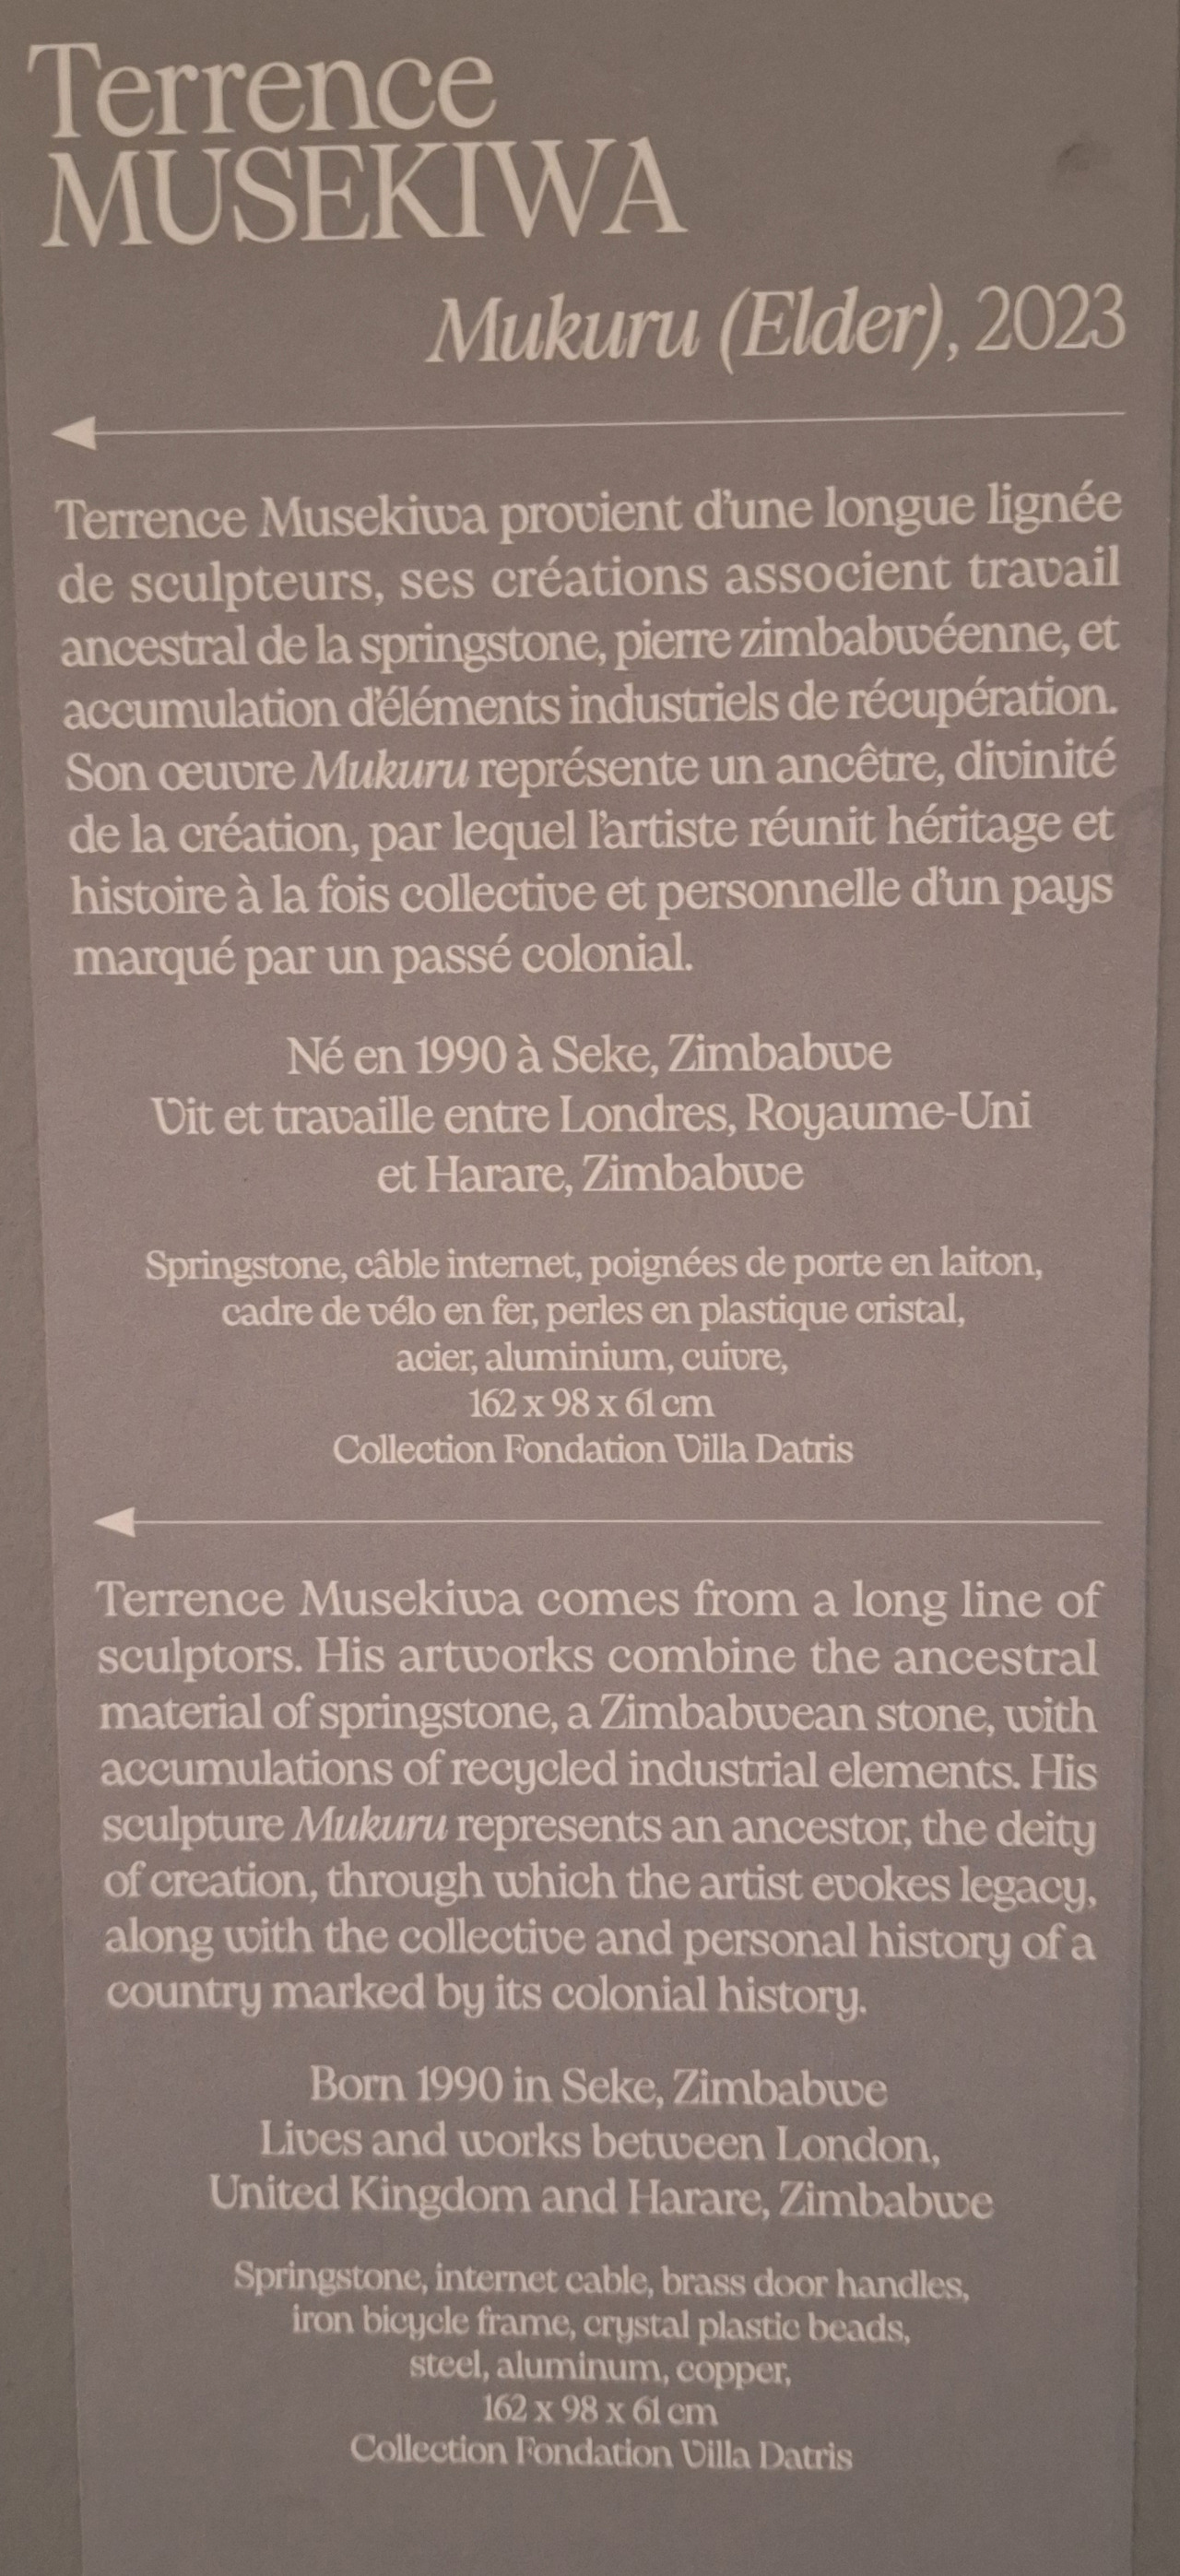 Terrence
MUSEKIWA
Mukuru (Elder), 2023
Terrence Musekiwa provient d'une longue lignée
de sculpteurs, ses créations associent travail
ancestral de la springstone, pierre zimbabwéenne, et
accumulation d'éléments industriels de récupération.
Son œuvre Mukuru représente un ancêtre, divinité
de la création, par lequel l'artiste réunit héritage et
histoire à la fois collective et personnelle d'un pays
marqué par un passé colonial.
Né en 1990 à Seke, Zimbabwe
Vit et travaille entre Londres, Royaume-Uni
et Harare, Zimbabwe
Springstone, câble internet, poignées de porte en laiton,
cadre de vélo en fer, perles en plastique cristal,
acier, aluminium, cuivre,
162 x 98 x 61 cm
Collection Fondation Villa Datris
Terrence Musekiwa comes from a long line of
sculptors. His artworks combine the ancestral
material of springstone, a Zimbabwean stone, with
accumulations of recycled industrial elements. His
sculpture Mukuru represents an ancestor, the deity
of creation, through which the artist evokes legacy,
along with the collective and personal history of a
country marked by its colonial history.
Born 1990 in Seke, Zimbabwe
Lives and works between London,
United Kingdom and Harare, Zimbabwe
Springstone, internet cable, brass door handles,
iron bicycle frame, crystal plastic beads,
steel, aluminum, copper,
162 x 98 x 61 cm
Collection Fondation Villa Datris